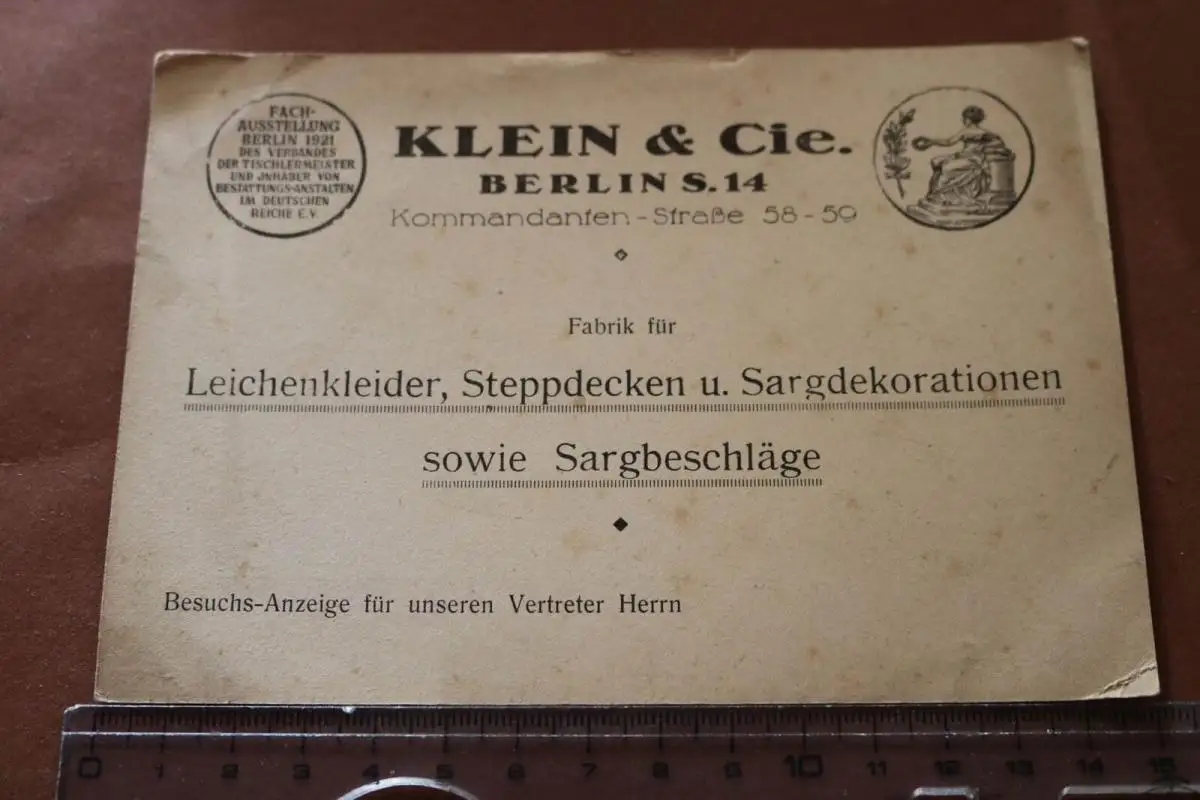 FACH-
AUSSTELLUNG
BERLIN 1921
DES VERBANDES
DER TISCHLERMEISTER
UND JNHABER VON
BESTATTUNGS-ANSTALTEN
IM DEUTSCHEN
REICHE E.V.
KLEIN & Cie.
BERLIN S.14
Kommandanten-Straße 58-59
Fabrik für
Leichenkleider, Steppdecken u. Sargdekorationen
sowie Sargbeschläge
Besuchs-Anzeige für unseren Vertreter Herrn
0 1 2 3 4 5 6 7 8 9 10 11 12 13 14 15